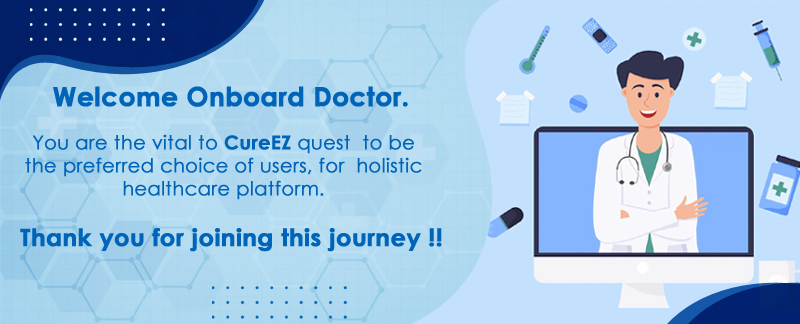 Welcome Onboard Doctor.
You are the vital to CureEZ quest to be
the preferred choice of users, for holistic
healthcare platform.
Thank you for joining this journey !!